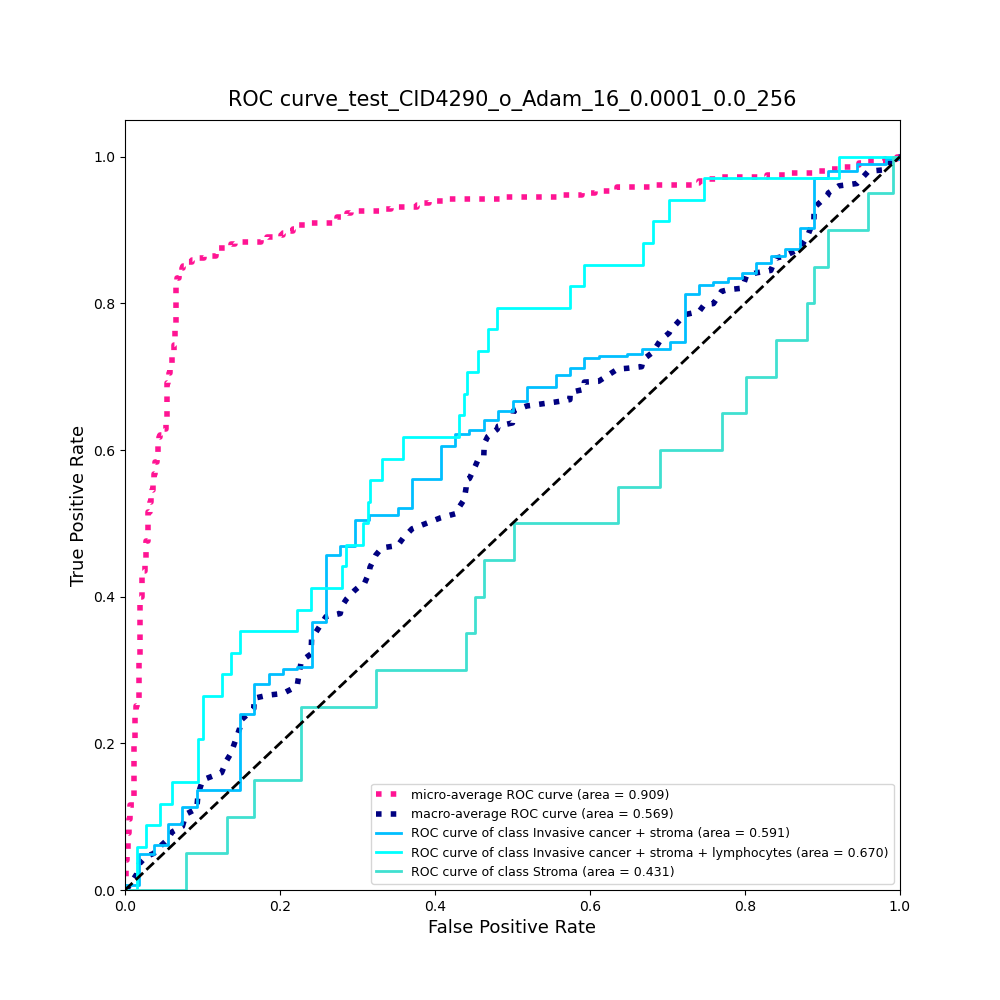 ROC curve_test_CID4290_o_Adam_16_0.0001_0.0_256
True Positive Rate
1.0
0.8
0.6
0.4
0.2
0.0
micro-average ROC curve (area = 0.909)
macro-average ROC curve (area = 0.569)
ROC curve of class Invasive cancer + stroma (area = 0.591)
ROC curve of class Invasive cancer + stroma + lymphocytes (area = 0.670)
ROC curve of class Stroma (area = 0.431)
0.0 0.2 0.4 0.6 0.8 1.0
False Positive Rate